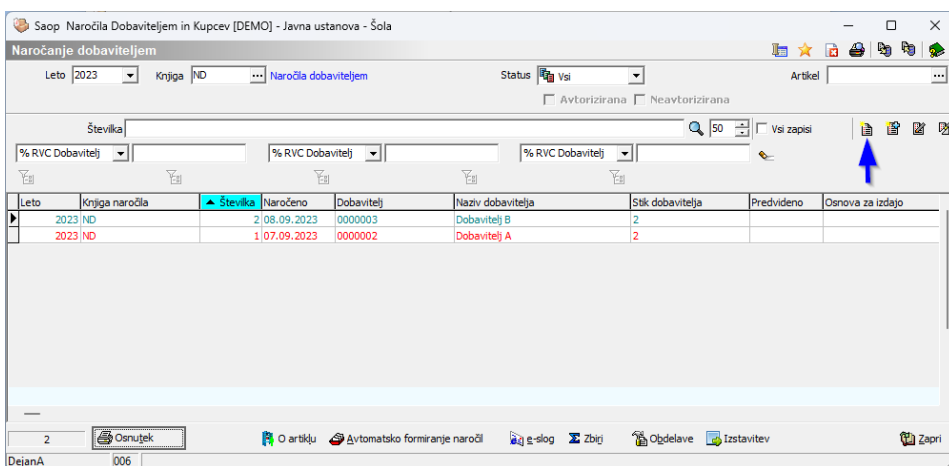 Saop Naročila Dobaviteljem in Kupcev [DEMO] - Javna ustanova - Šola
Naročanje dobaviteljem
Leto 2023 Knjiga ND ... Naročila dobaviteljem Status Vsi Artikel ...
Avtorizirana Neavtorizirana
Številka 50 Vsi zapisi
% RVC Dobavitelj % RVC Dobavitelj % RVC Dobavitelj
Leto Knjiga naročila Številka Naročeno Dobavitelj Naziv dobavitelja Stik dobavitelja Predvideno Osnova za izdajo
2023 ND 2 08.09.2023 0000003 Dobavitelj B 2
2023 ND 1 07.09.2023 0000002 Dobavitelj A 2
2 Osnutek O artiklu Avtomatsko formiranje naročil e-slog Zbirj Obdelave Izstavitev Zapri
DejanA 006